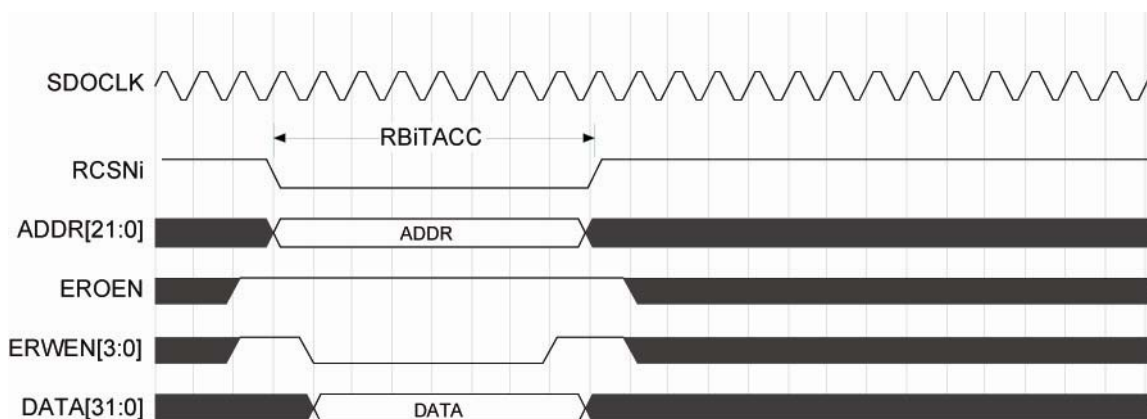 SDOCLK
RBiTACC
RCSNi
ADDR[21:0]
ADDR
EROEN
ERWEN[3:0]
DATA[31:0]
DATA